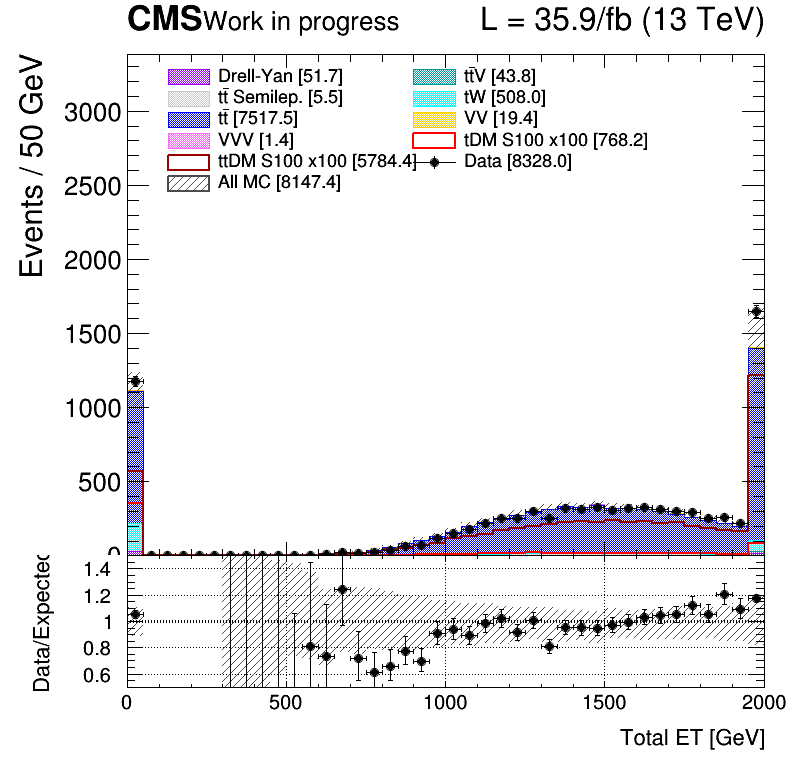 CMS Work in progress L = 35.9/fb (13 TeV)
Events / 50 GeV
Drell-Yan [51.7]
tt̄V [43.8]
tt̄ Semilep. [5.5]
tW [508.0]
tt̄ [7517.5]
VV [19.4]
VVV [1.4]
tDM S100 x100 [768.2]
ttDM S100 x100 [5784.4]
Data [8328.0]
All MC [8147.4]
3000
2500
2000
1500
1000
500
0
Data/Expected
1.4
1.2
1
0.8
0.6
0 500 1000 1500 2000
Total ET [GeV]